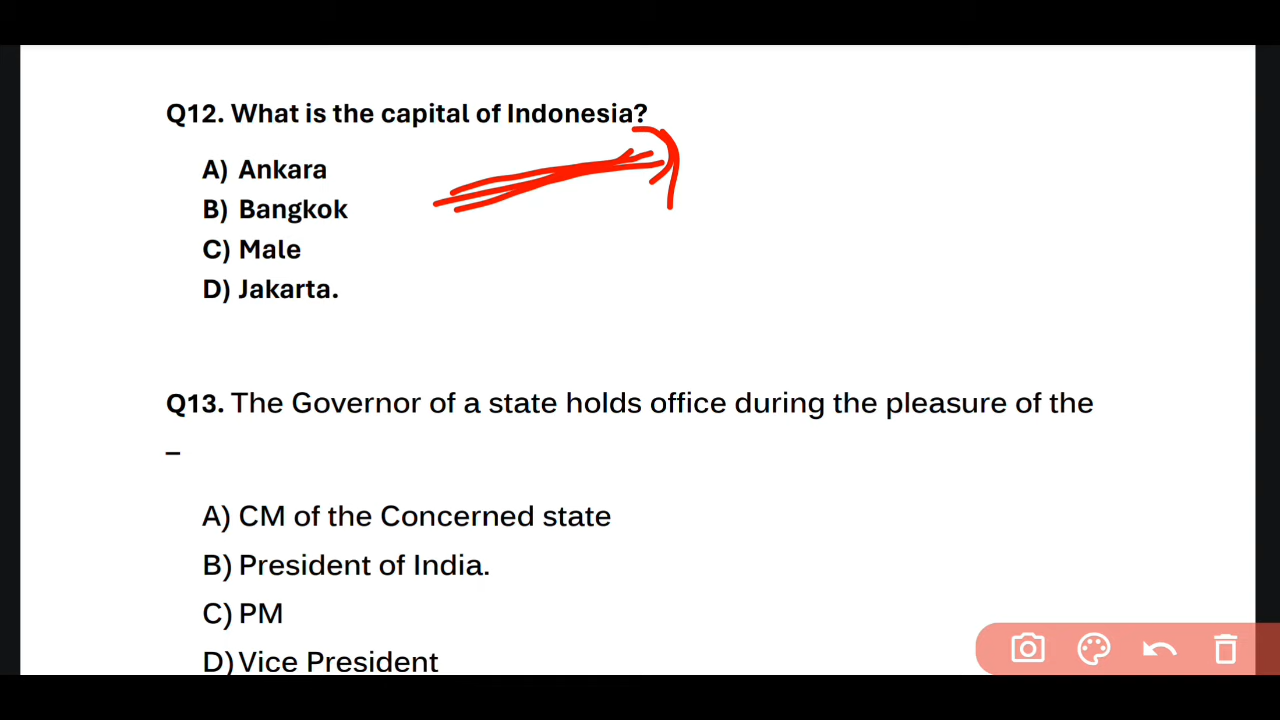 Q12. What is the capital of Indonesia?
A) Ankara
B) Bangkok
C) Male
D) Jakarta.
Q13. The Governor of a state holds office during the pleasure of the
–
A) CM of the Concerned state
B) President of India.
C) PM
D) Vice President